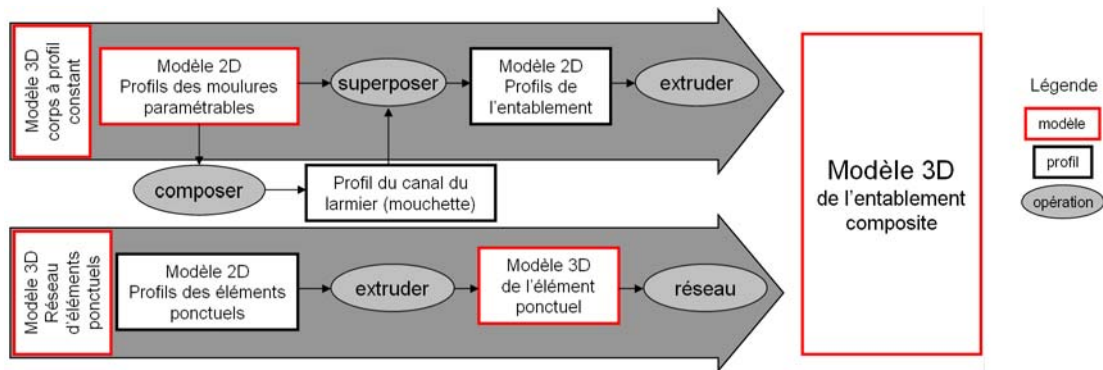 Modèle 3D
corps à profil
constant
Modèle 2D
Profils des moulures
paramétrables
superposer
Modèle 2D
Profils de
l'entablement
extruder
composer
Profil du canal du
larmier (mouchette)
Modèle 3D
Réseau
d'éléments
ponctuels
Modèle 2D
Profils des éléments
ponctuels
extruder
Modèle 3D
de l'élément
ponctuel
réseau
Modèle 3D
de l'entablement
composite
Légende
modèle
profil
opération